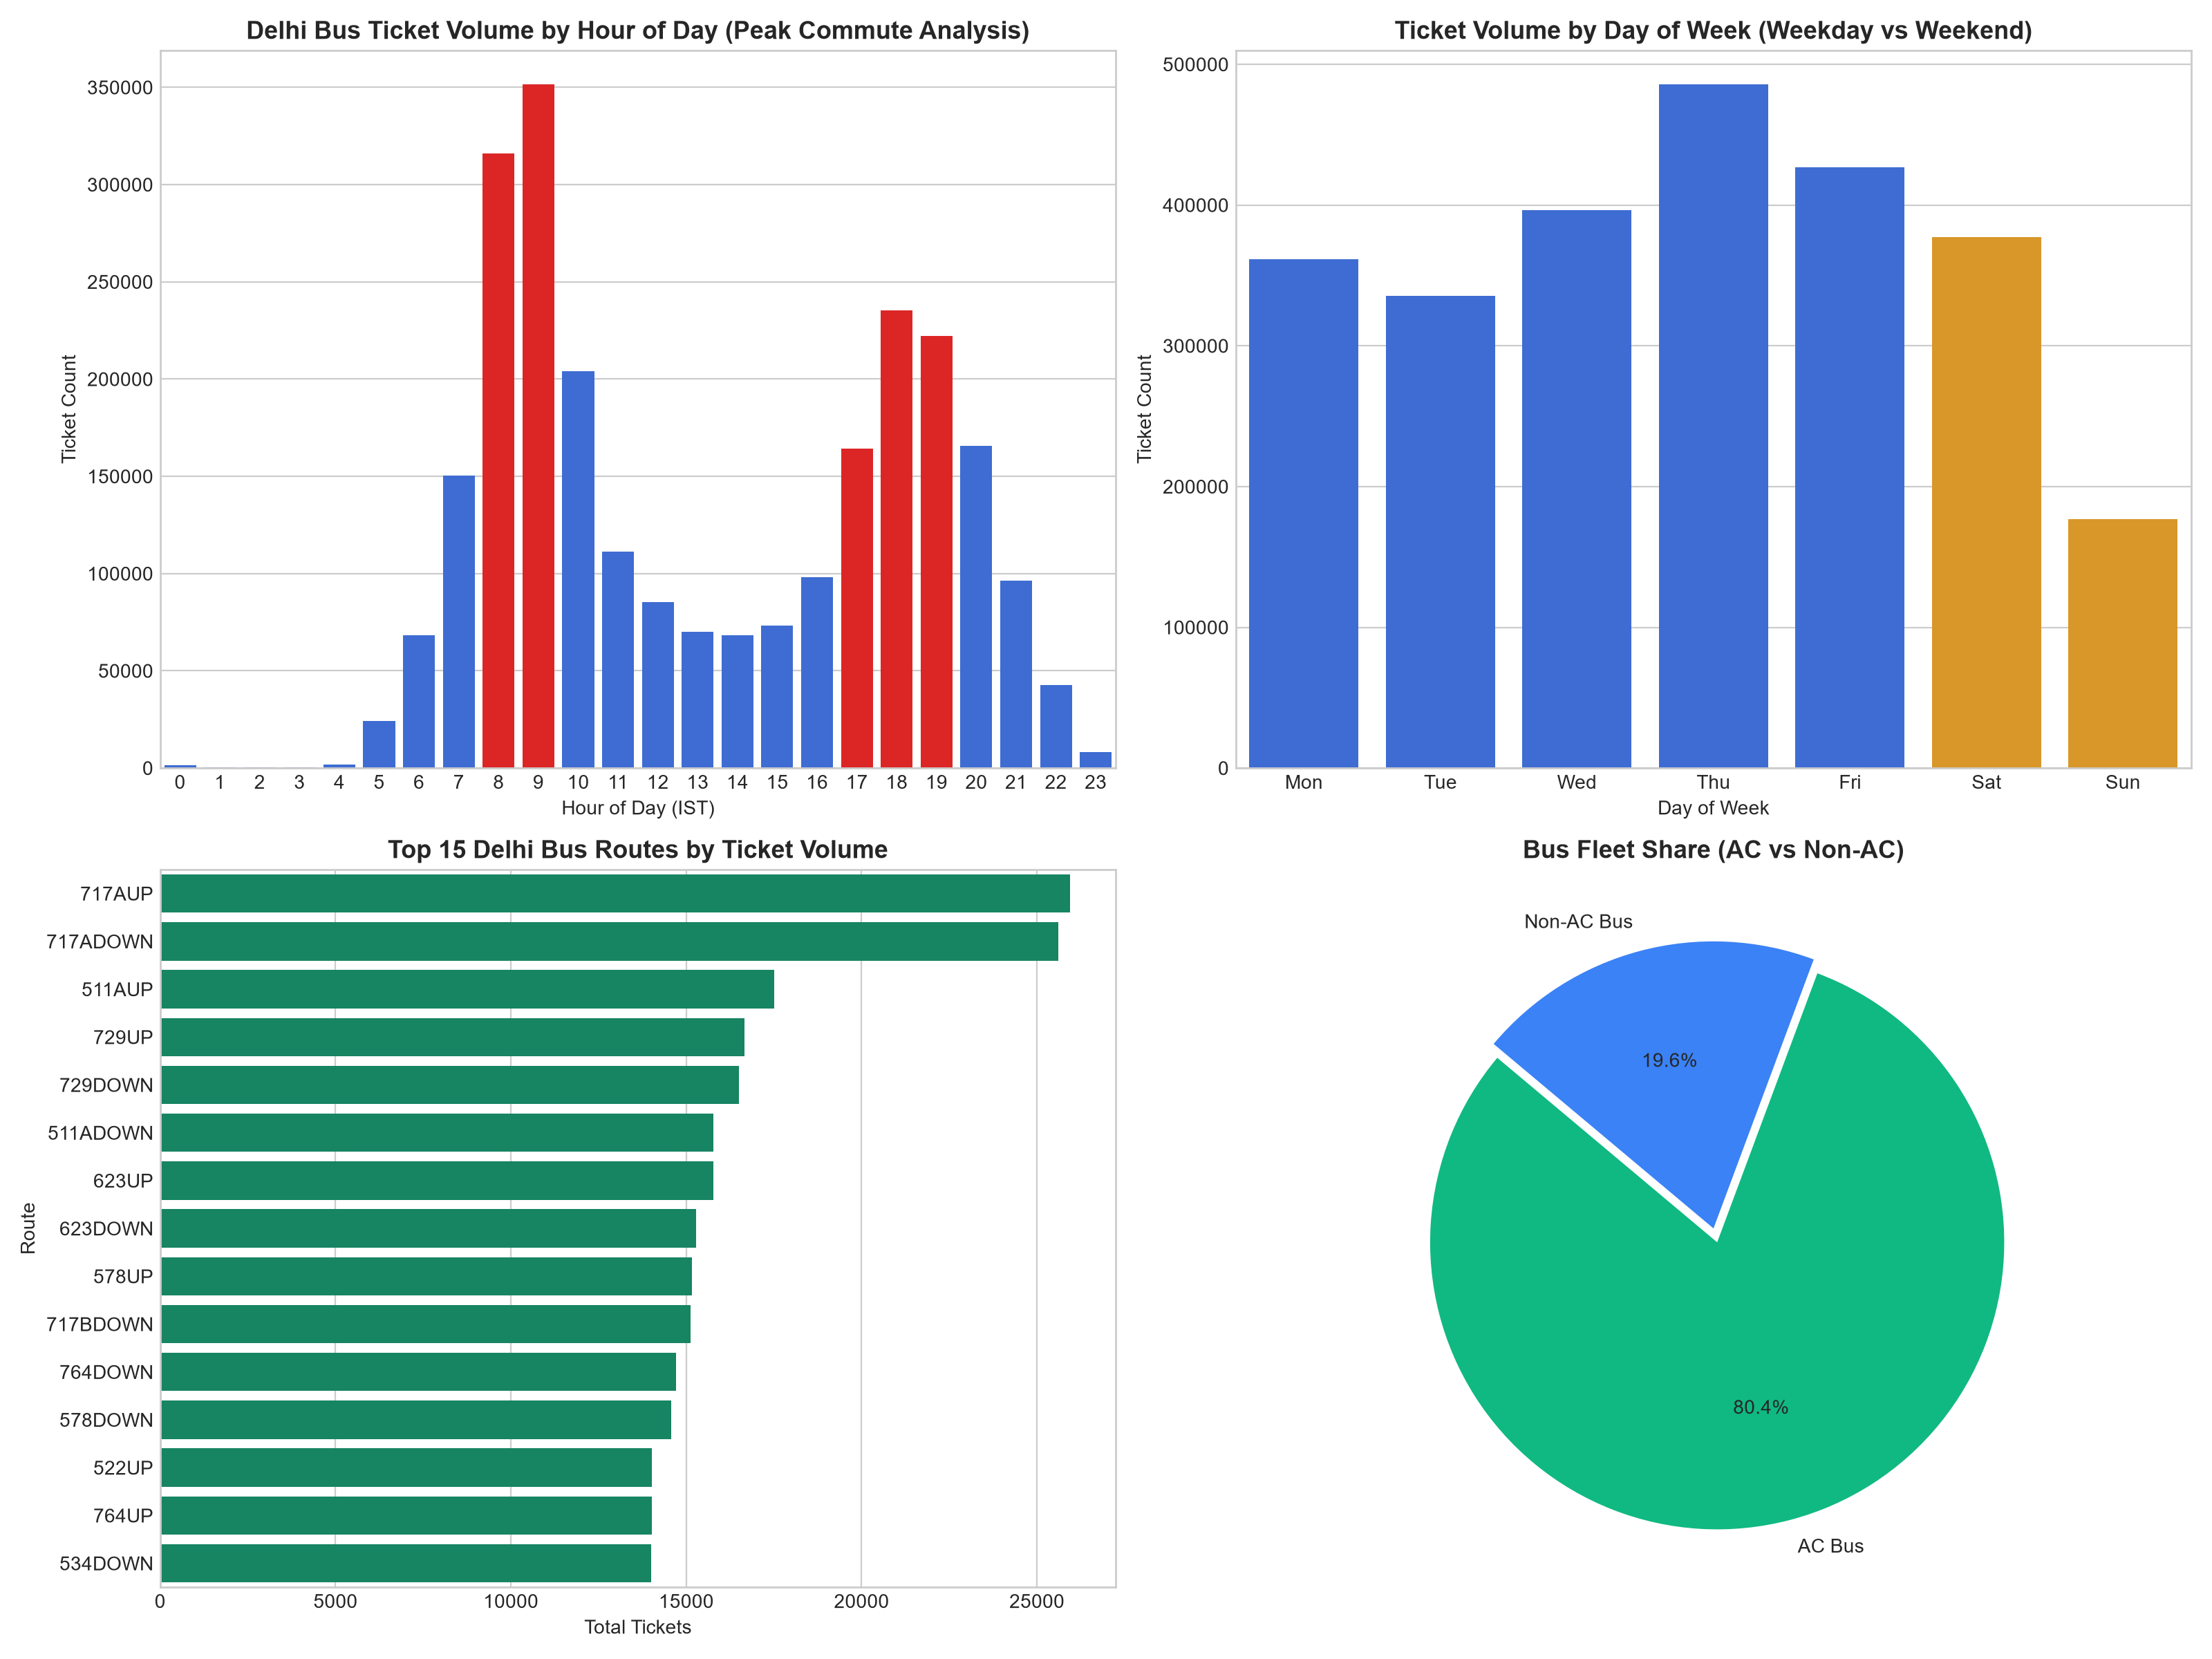 Delhi Bus Ticket Volume by Hour of Day (Peak Commute Analysis)
350000
300000
250000
200000
150000
100000
50000
0
Ticket Count
0 1 2 3 4 5 6 7 8 9 10 11 12 13 14 15 16 17 18 19 20 21 22 23
Hour of Day (IST)
Ticket Volume by Day of Week (Weekday vs Weekend)
500000
400000
300000
200000
100000
0
Ticket Count
Mon Tue Wed Thu Fri Sat Sun
Day of Week
Top 15 Delhi Bus Routes by Ticket Volume
717AUP
717ADOWN
511AUP
729UP
729DOWN
511ADOWN
623UP
623DOWN
578UP
717BDOWN
764DOWN
578DOWN
522UP
764UP
534DOWN
Route
0 5000 10000 15000 20000 25000
Total Tickets
Bus Fleet Share (AC vs Non-AC)
Non-AC Bus
19.6%
80.4%
AC Bus